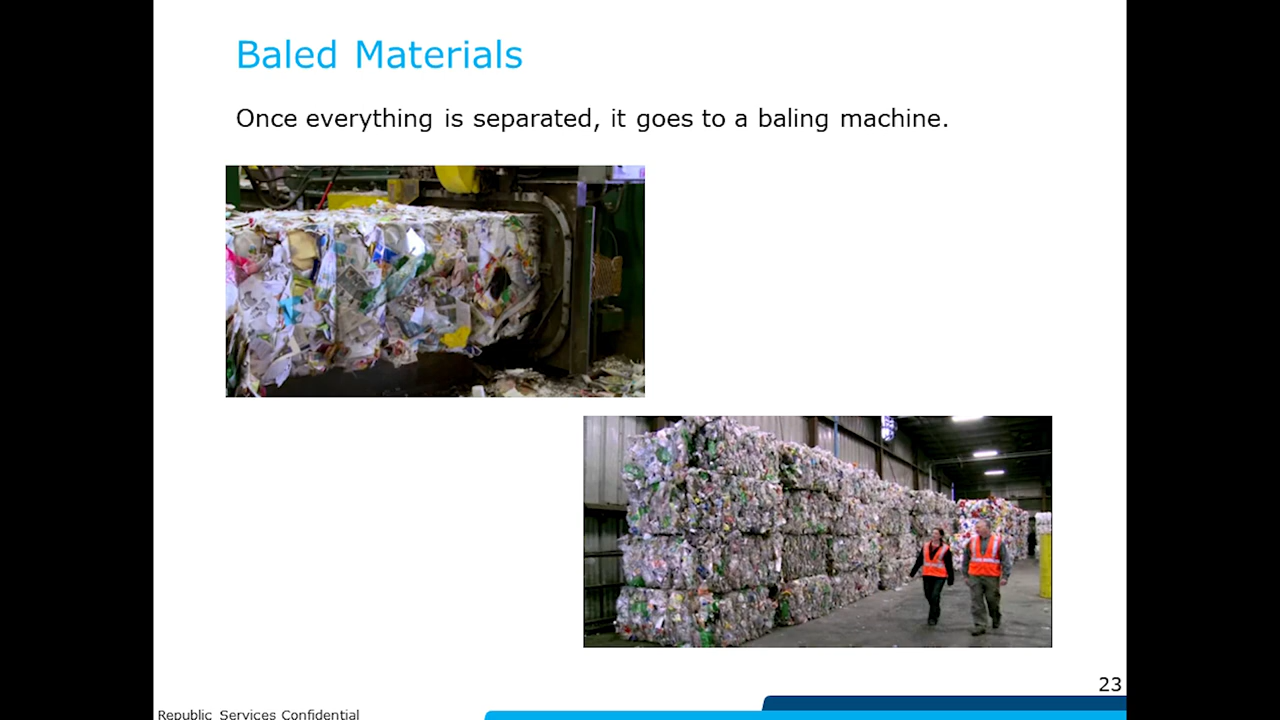 Baled Materials
Once everything is separated, it goes to a baling machine.
23
Republic Services Confidential